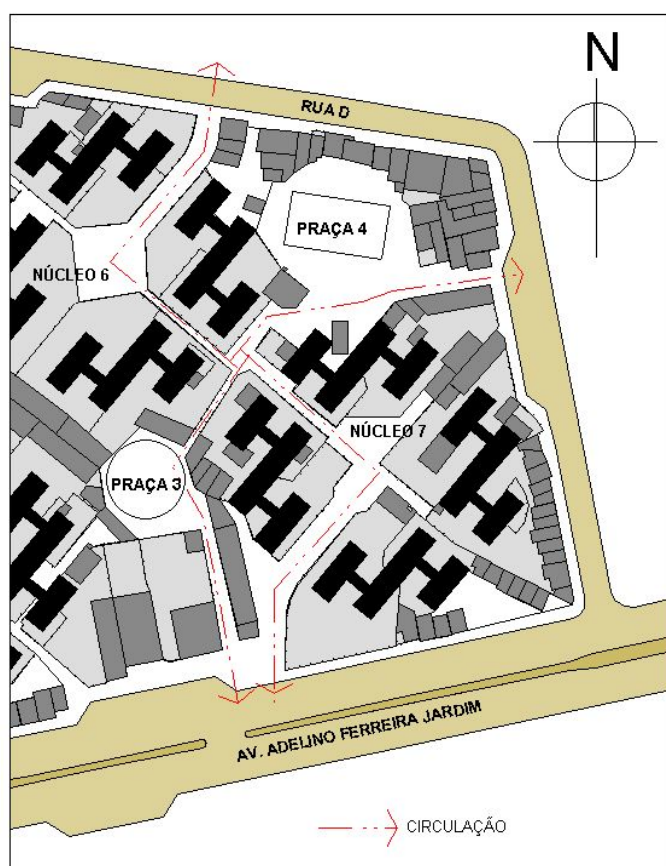 N
RUA D
PRAÇA 4
NÚCLEO 6
NÚCLEO 7
PRAÇA 3
AV. ADELINO FERREIRA JARDIM
CIRCULAÇÃO